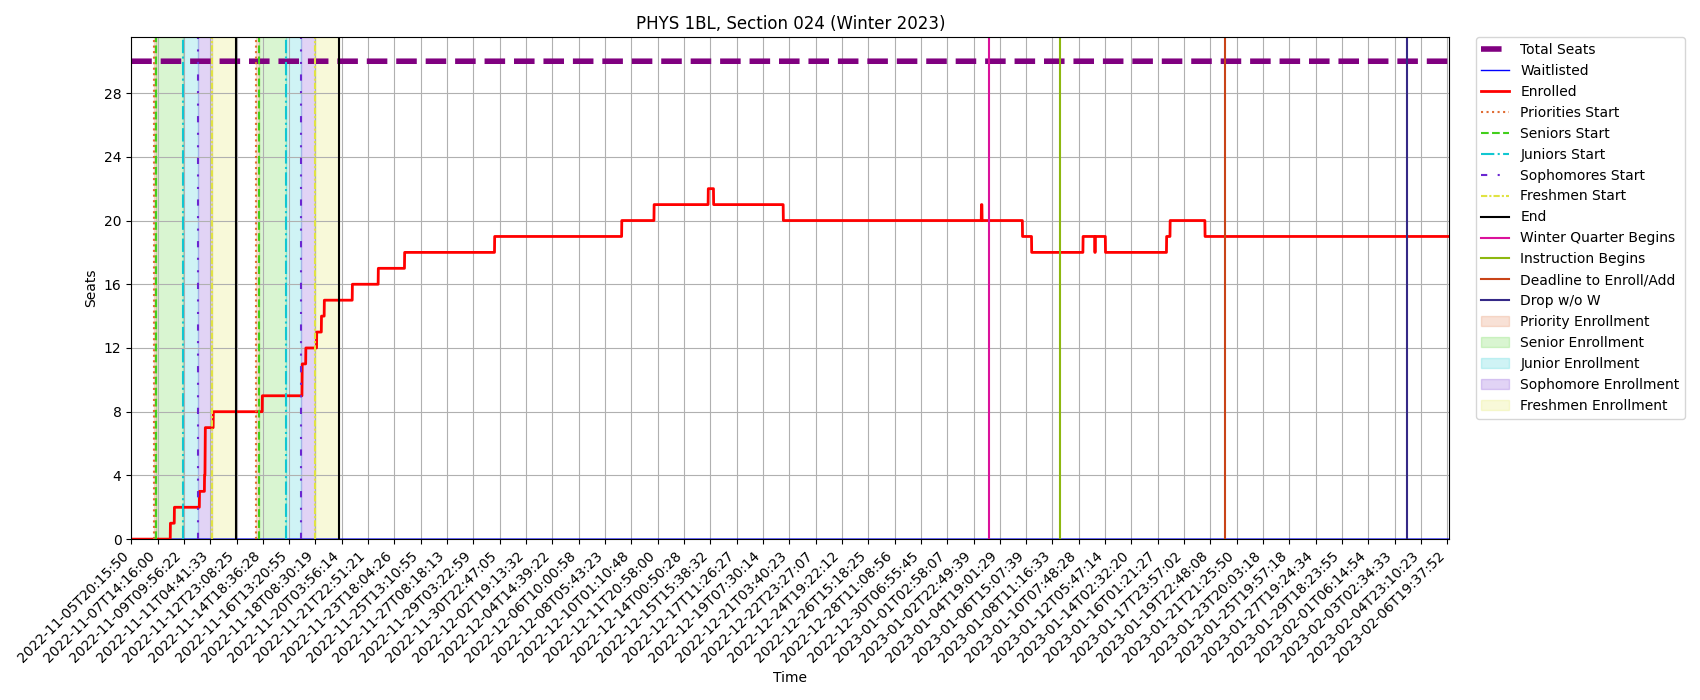 PHYS 1BL, Section 024 (Winter 2023)
Seats
28
24
20
16
12
8
4
0
2022-11-05T20:15:50
2022-11-07T14:16:00
2022-11-09T09:56:22
2022-11-11T04:41:33
2022-11-12T23:08:25
2022-11-14T18:36:28
2022-11-16T13:20:55
2022-11-18T08:30:19
2022-11-20T03:56:14
2022-11-21T22:51:21
2022-11-23T18:04:26
2022-11-25T13:10:55
2022-11-27T08:18:13
2022-11-29T03:22:59
2022-11-30T22:47:05
2022-12-02T19:13:32
2022-12-04T14:39:22
2022-12-06T10:00:58
2022-12-08T05:43:23
2022-12-10T01:10:48
2022-12-11T20:58:00
2022-12-14T00:50:28
2022-12-15T15:38:32
2022-12-17T11:26:27
2022-12-19T07:30:14
2022-12-21T03:40:23
2022-12-22T23:27:07
2022-12-24T19:22:12
2022-12-26T15:18:25
2022-12-28T11:08:56
2022-12-30T06:55:45
2023-01-01T02:58:07
2023-01-02T22:49:39
2023-01-04T19:01:29
2023-01-06T15:07:39
2023-01-08T11:16:33
2023-01-10T07:48:28
2023-01-12T05:47:14
2023-01-14T02:32:20
2023-01-16T01:21:27
2023-01-17T23:57:02
2023-01-19T22:48:08
2023-01-21T21:25:50
2023-01-23T20:03:18
2023-01-25T19:57:18
2023-01-27T19:24:34
2023-01-29T18:23:55
2023-02-01T06:14:54
2023-02-03T02:34:33
2023-02-04T23:10:23
2023-02-06T19:37:52
Time
Total Seats
Waitlisted
Enrolled
Priorities Start
Seniors Start
Juniors Start
Sophomores Start
Freshmen Start
End
Winter Quarter Begins
Instruction Begins
Deadline to Enroll/Add
Drop w/o W
Priority Enrollment
Senior Enrollment
Junior Enrollment
Sophomore Enrollment
Freshmen Enrollment